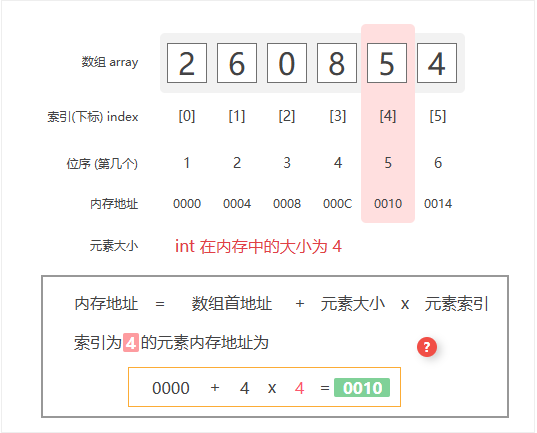 数组 array 2 6 0 8 5 4
索引(下标) index [0] [1] [2] [3] [4] [5]
位序 (第几个) 1 2 3 4 5 6
内存地址 0000 0004 0008 000C 0010 0014
元素大小 int 在内存中的大小为 4
内存地址 = 数组首地址 + 元素大小 x 元素索引
索引为4的元素内存地址为 ?
0000 + 4 x 4 = 0010